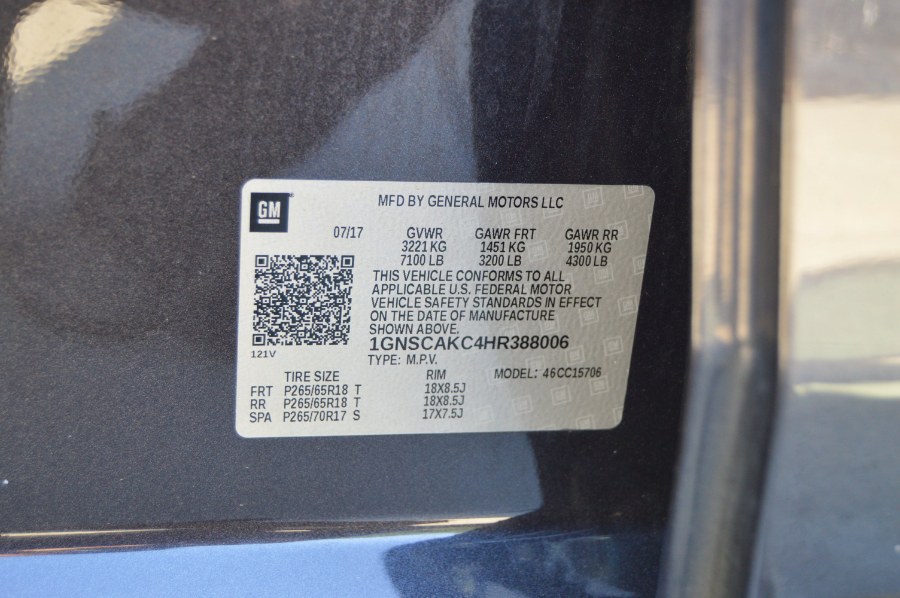 GM
MFD BY GENERAL MOTORS LLC
07/17 GVWR GAWR FRT GAWR RR
3221 KG 1451 KG 1950 KG
7100 LB 3200 LB 4300 LB
THIS VEHICLE CONFORMS TO ALL
APPLICABLE U.S. FEDERAL MOTOR
VEHICLE SAFETY STANDARDS IN EFFECT
ON THE DATE OF MANUFACTURE
SHOWN ABOVE.
1GNSCAKC4HR388006
121V
TYPE: M.P.V.
TIRE SIZE RIM MODEL: 46CC15706
FRT P265/65R18 T 18X8.5J
RR P265/65R18 T 18X8.5J
SPA P265/70R17 S 17X7.5J